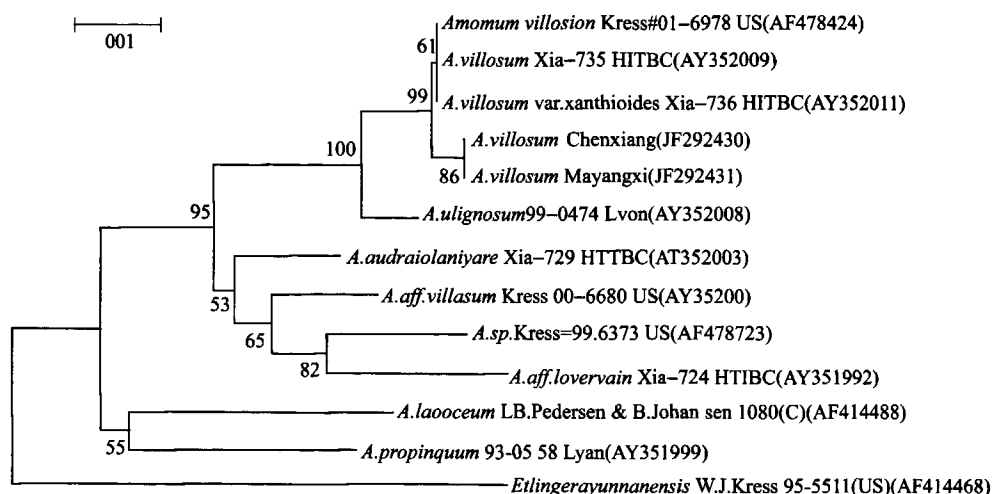 001
Amomum villosion Kress#01-6978 US(AF478424)
61
A.villosum Xia-735 HITBC(AY352009)
99
A.villosum var.xanthioides Xia-736 HITBC(AY352011)
A.villosum Chenxiang(JF292430)
100
86
A.villosum Mayangxi(JF292431)
95
A.ulignosum99-0474 Lvon(AY352008)
A.audraiolaniyare Xia-729 HTTBC(AT352003)
53
A.aff.villasum Kress 00-6680 US(AY35200)
65
A.sp.Kress=99.6373 US(AF478723)
82
A.aff.lovervain Xia-724 HTIBC(AY351992)
A.laooceum LB.Pedersen & B.Johan sen 1080(C)(AF414488)
55
A.propinquum 93-05 58 Lyan(AY351999)
Etlingerayunnanensis W.J.Kress 95-5511(US)(AF414468)